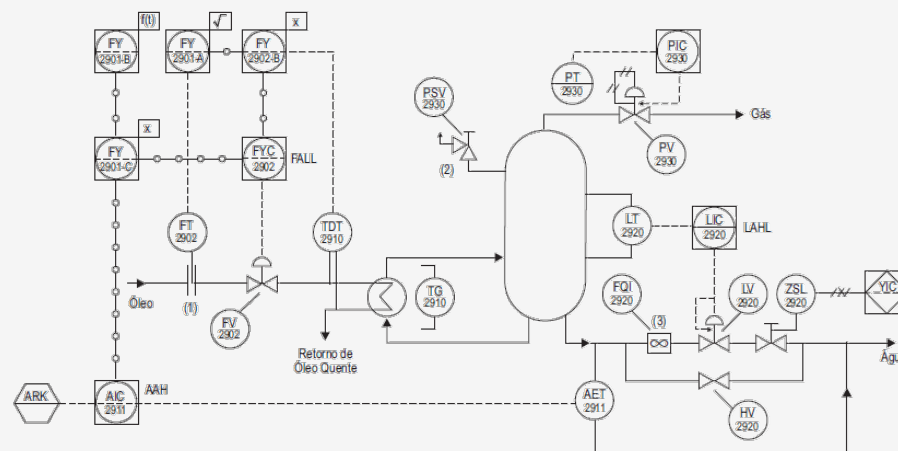 f(t)
√
x̄
FY
2901-B
FY
2901-A
FY
2902-B
PIC
2930
PT
2930
PSV
2930
Gás
PV
2930
x̄
FY
2901-C
FYC
2902
FALL
(2)
FT
2902
TDT
2910
LT
2920
LIC
2920
LAHL
Óleo
(1)
TG
2910
FQI
2920
LV
2920
ZSL
2920
YIC
FV
2902
(3)
Retorno de
Óleo Quente
Águ
ARK
AIC
2911
AAH
AET
2911
HV
2920